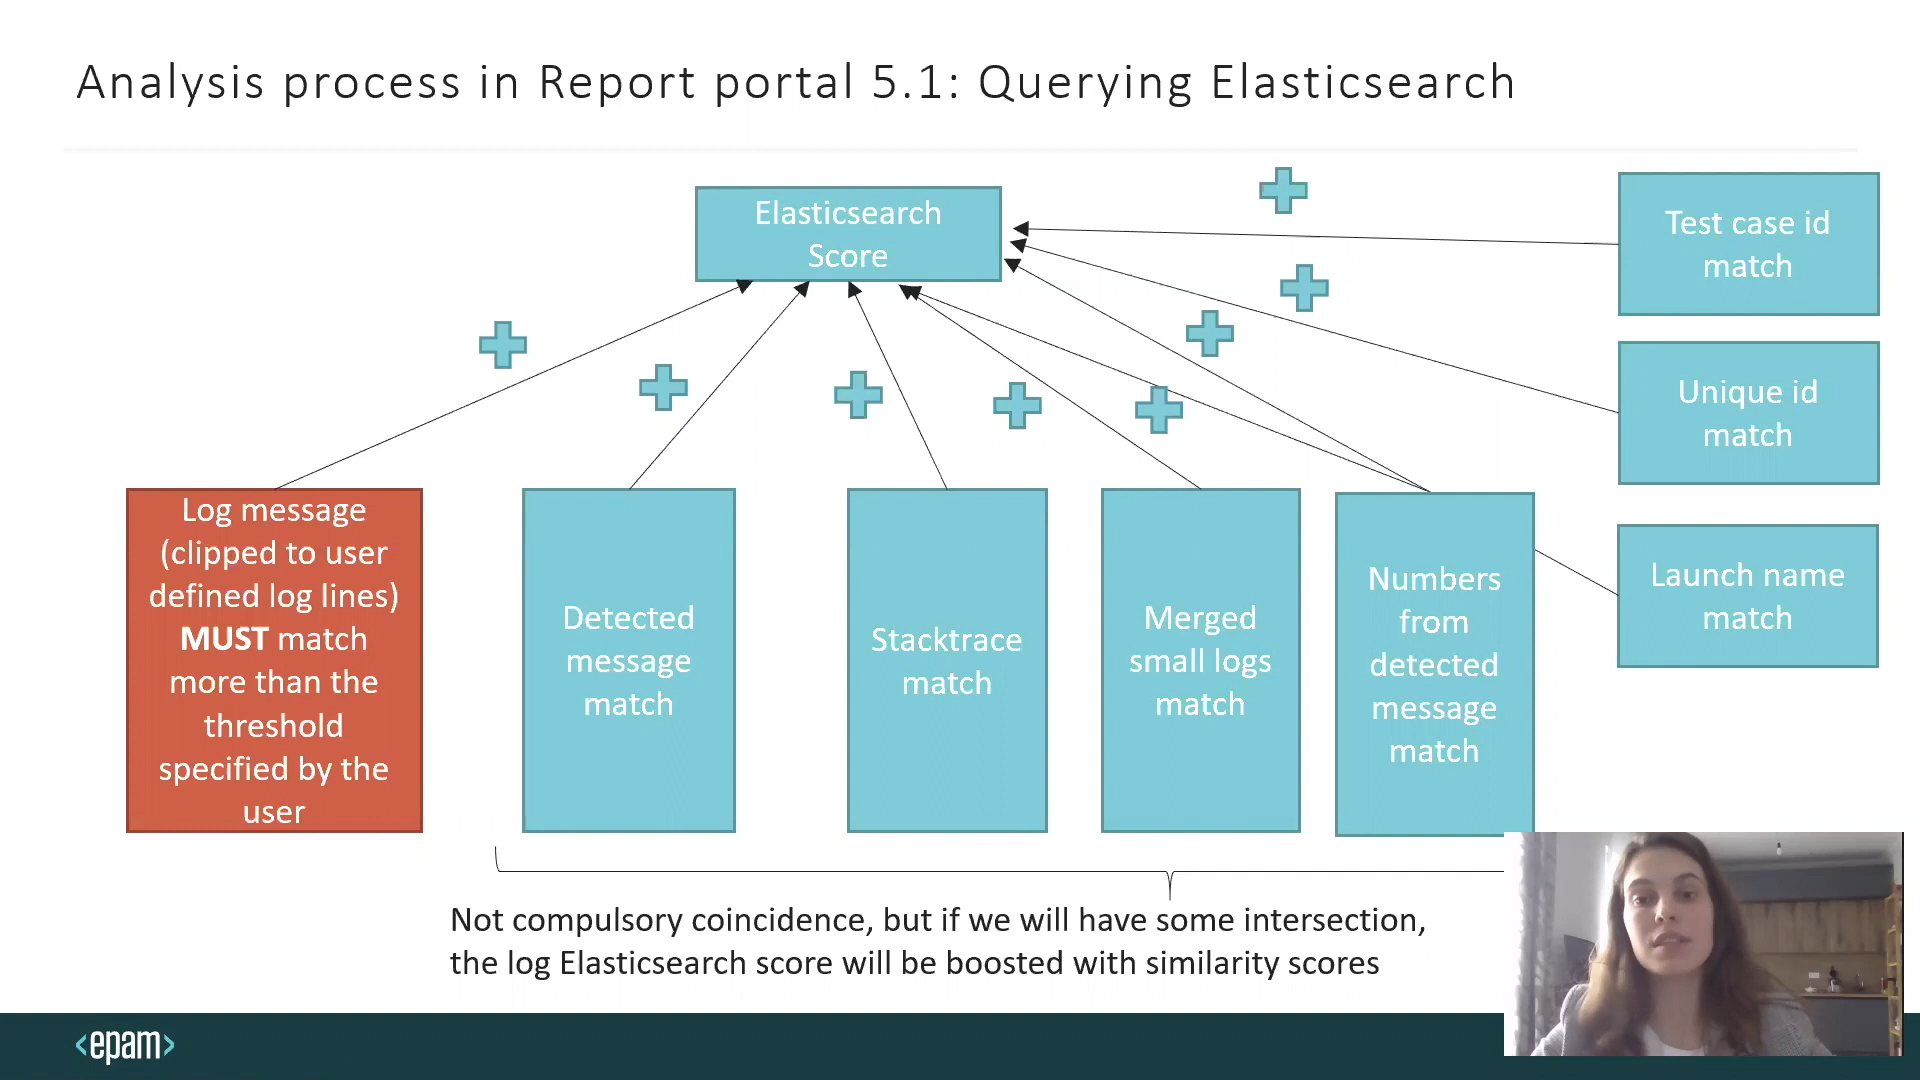 Analysis process in Report portal 5.1: Querying Elasticsearch
Elasticsearch
Score
Test case id
match
Unique id
match
Launch name
match
Log message
(clipped to user
defined log lines)
MUST match
more than the
threshold
specified by the
user
Detected
message
match
Stacktrace
match
Merged
small logs
match
Numbers
from
detected
message
match
Not compulsory coincidence, but if we will have some intersection,
the log Elasticsearch score will be boosted with similarity scores
<epam>